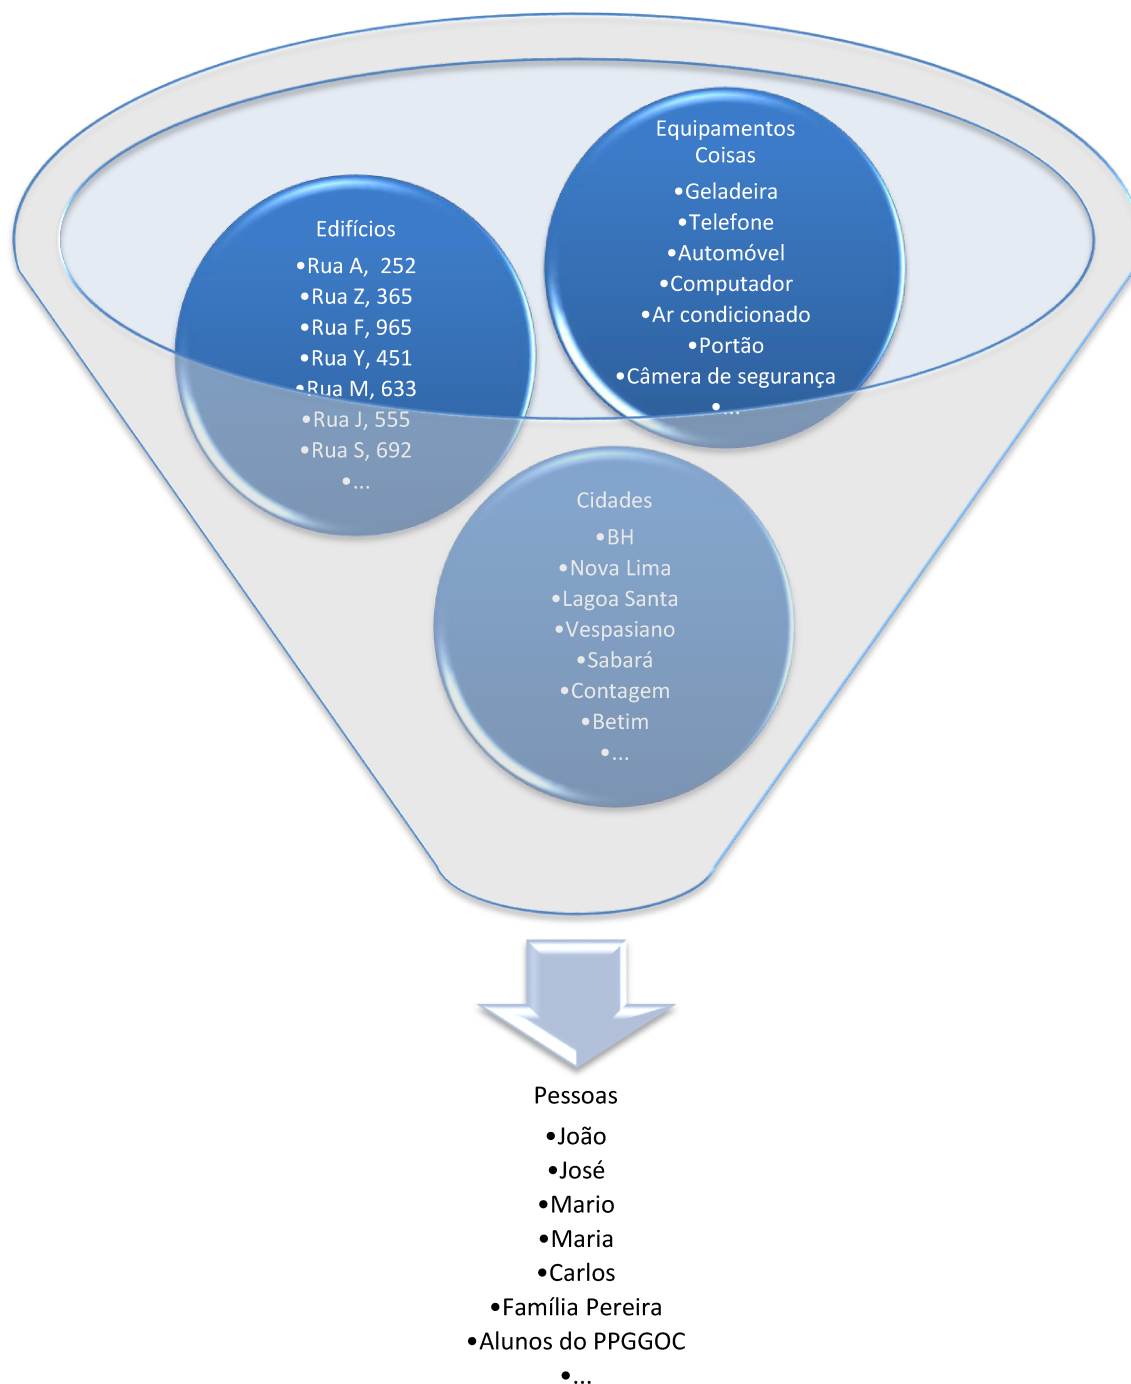 Equipamentos
Coisas
•Geladeira
•Telefone
•Automóvel
•Computador
•Ar condicionado
•Portão
•Câmera de segurança
•...
Edifícios
•Rua A,  252
•Rua Z, 365
•Rua F, 965
•Rua Y, 451
•Rua M, 633
•Rua J, 555
•Rua S, 692
•...
Cidades
•BH
•Nova Lima
•Lagoa Santa
•Vespasiano
•Sabará
•Contagem
•Betim
•...
Pessoas
•João
•José
•Mario
•Maria
•Carlos
•Família Pereira
•Alunos do PPGGOC
•...